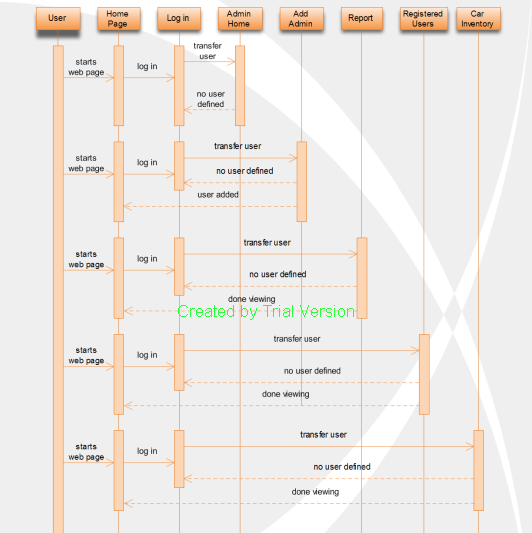 User
Home
Page
Log in
Admin
Home
Add
Admin
Report
Registered
Users
Car
Inventory
transfer
user
starts
web page
log in
no user
defined
transfer user
starts
web page
log in
no user defined
user added
transfer user
starts
web page
log in
no user defined
done viewing
Created by Trial Version
transfer user
starts
web page
log in
no user defined
done viewing
transfer user
starts
web page
log in
no user defined
done viewing